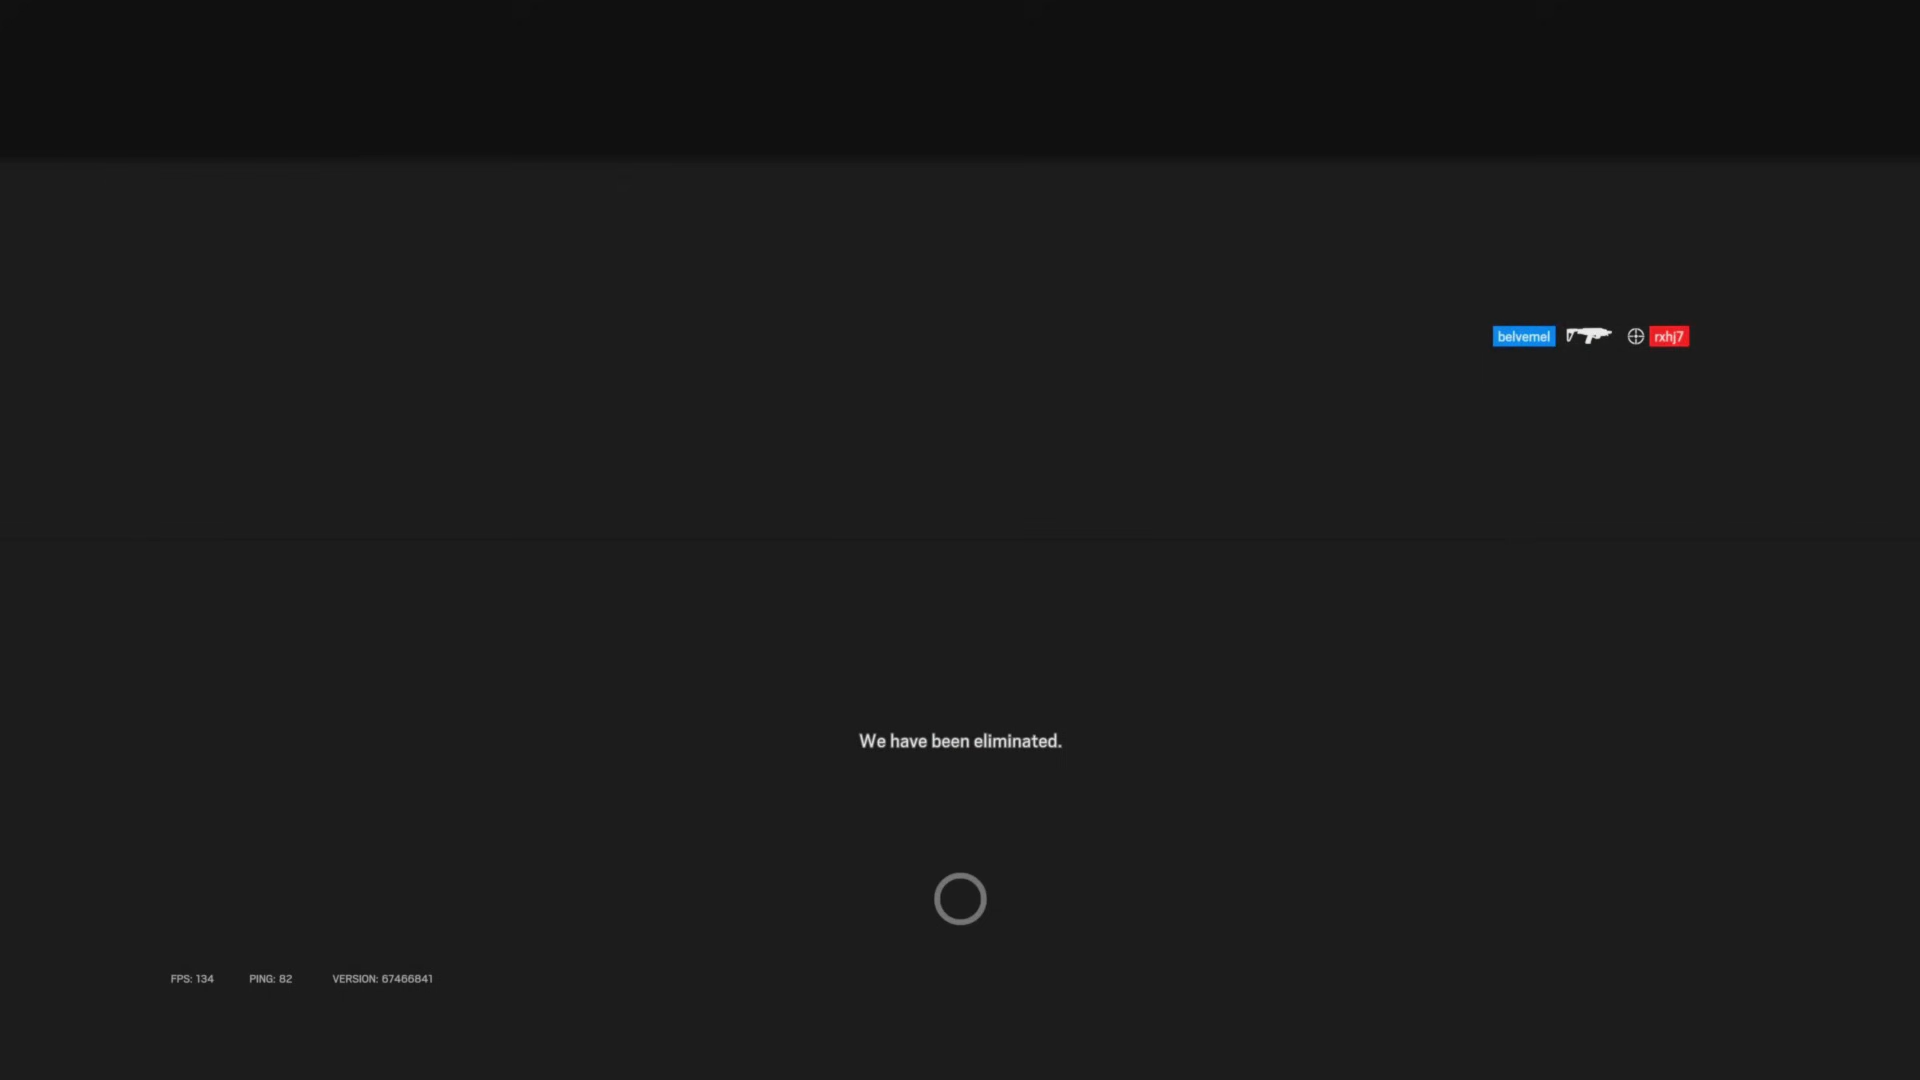 belvemel rxhj7
We have been eliminated.
FPS: 134 PING: 82 VERSION: 67466841